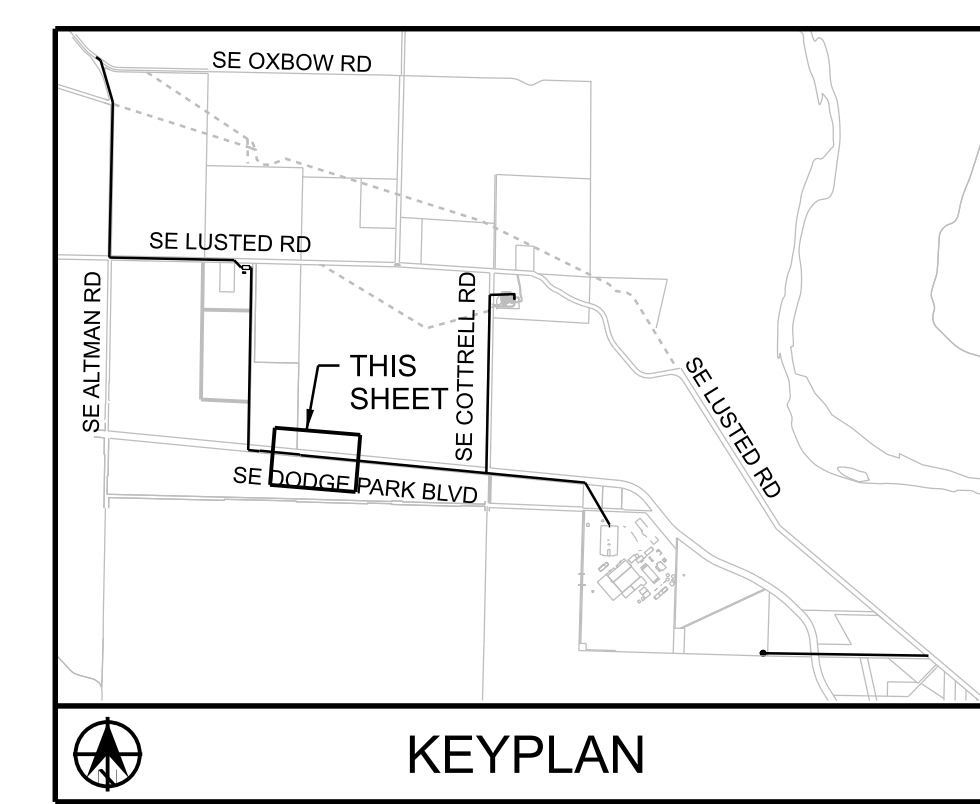 SE OXBOW RD
SE LUSTED RD
SE ALTMAN RD
THIS
SHEET
SE COTTRELL RD
SE LUSTED RD
SE DODGE PARK BLVD
KEYPLAN